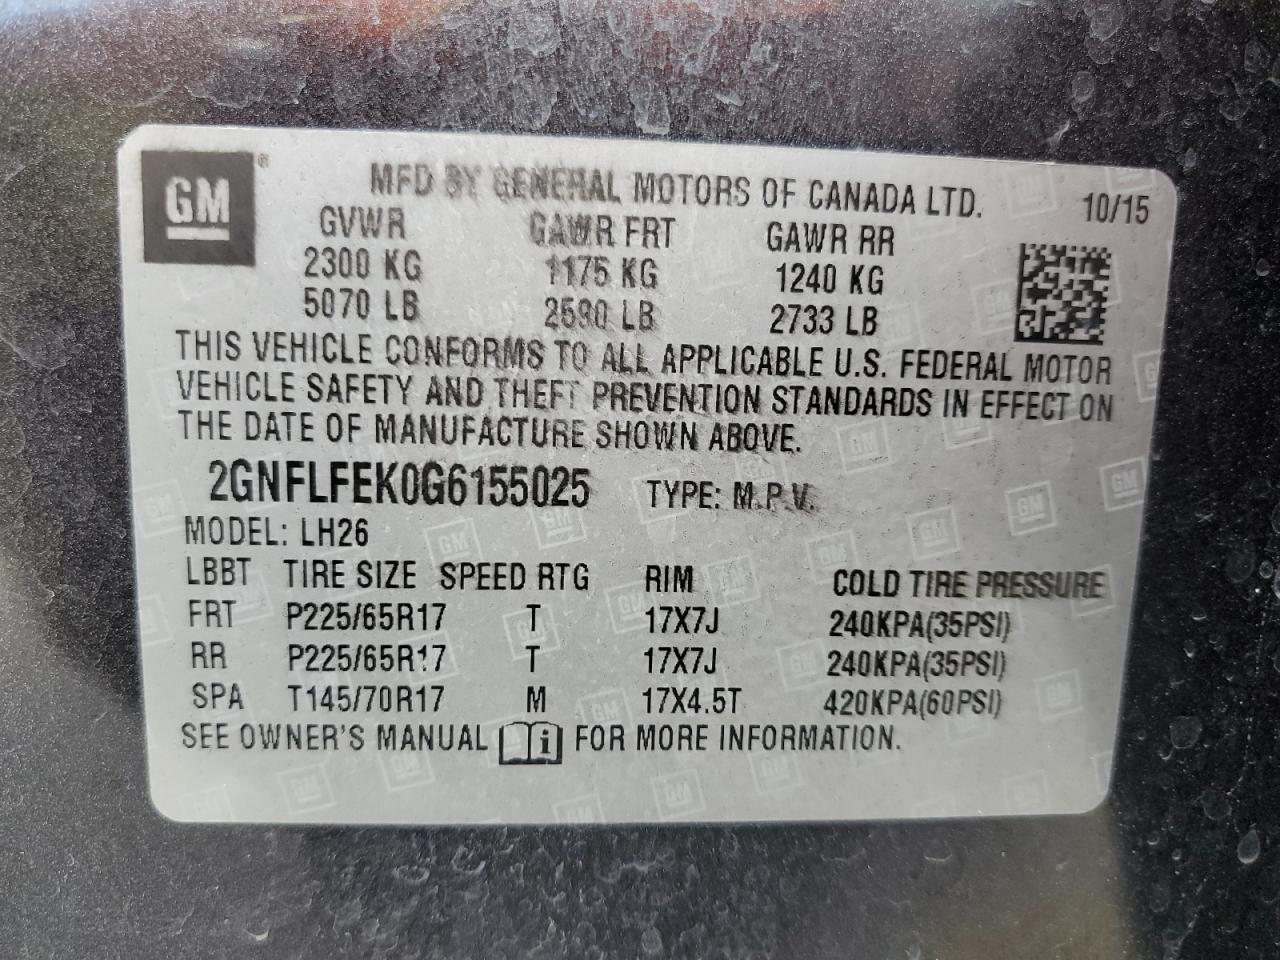 GM®
MFD BY GENERAL MOTORS OF CANADA LTD. 10/15
GVWR GAWR FRT GAWR RR
2300 KG 1175 KG 1240 KG
5070 LB 2590 LB 2733 LB
THIS VEHICLE CONFORMS TO ALL APPLICABLE U.S. FEDERAL MOTOR
VEHICLE SAFETY AND THEFT PREVENTION STANDARDS IN EFFECT ON
THE DATE OF MANUFACTURE SHOWN ABOVE.
2GNFLFEK0G6155025 TYPE: M.P.V.
MODEL: LH26
LBBT TIRE SIZE SPEED RTG RIM COLD TIRE PRESSURE
FRT P225/65R17 T 17X7J 240KPA(35PSI)
RR P225/65R17 T 17X7J 240KPA(35PSI)
SPA T145/70R17 M 17X4.5T 420KPA(60PSI)
SEE OWNER'S MANUAL i FOR MORE INFORMATION.